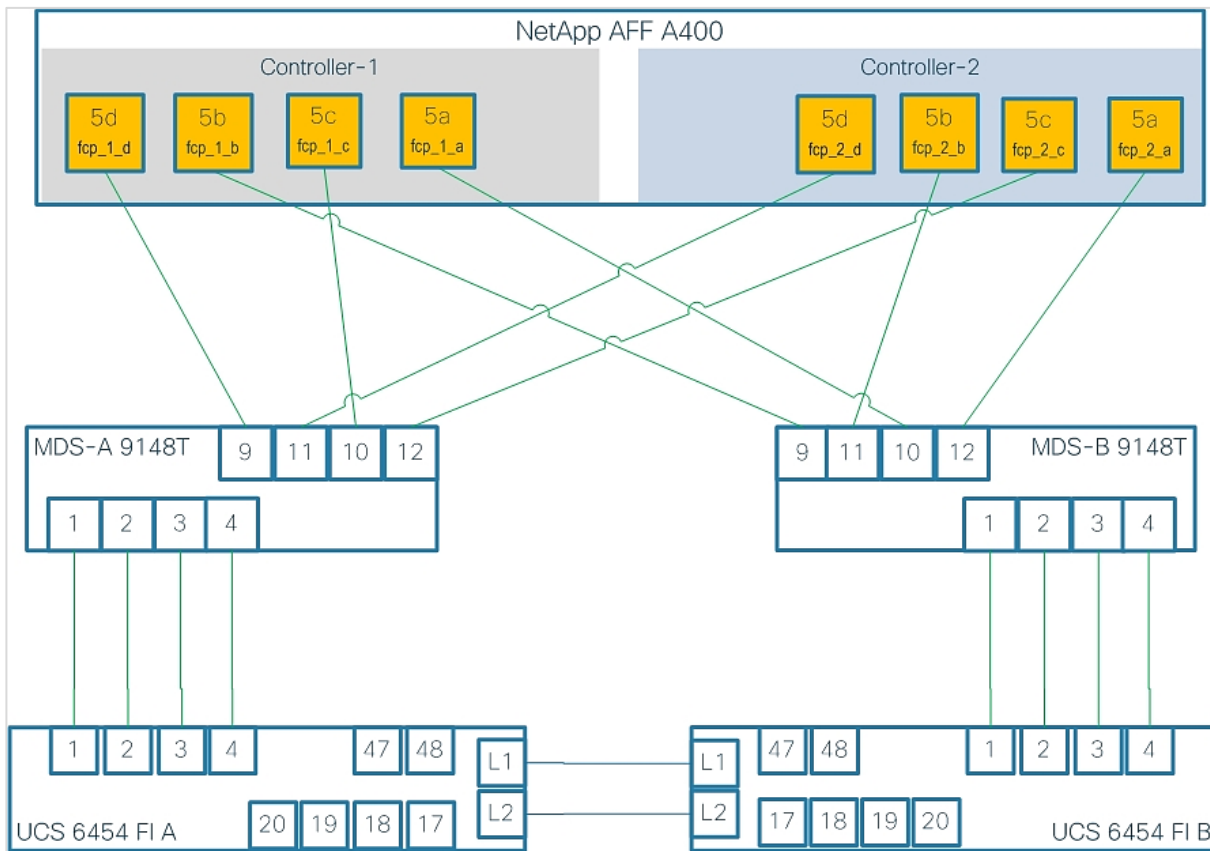 NetApp AFF A400
Controller-1
Controller-2
5d
fcp_1_d
5b
fcp_1_b
5c
fcp_1_c
5a
fcp_1_a
5d
fcp_2_d
5b
fcp_2_b
5c
fcp_2_c
5a
fcp_2_a
MDS-A 9148T
9
11
10
12
1
2
3
4
9
11
10
12
MDS-B 9148T
1
2
3
4
1
2
3
4
47
48
L1
L2
20
19
18
17
UCS 6454 FI A
L1
L2
47
48
1
2
3
4
17
18
19
20
UCS 6454 FI B